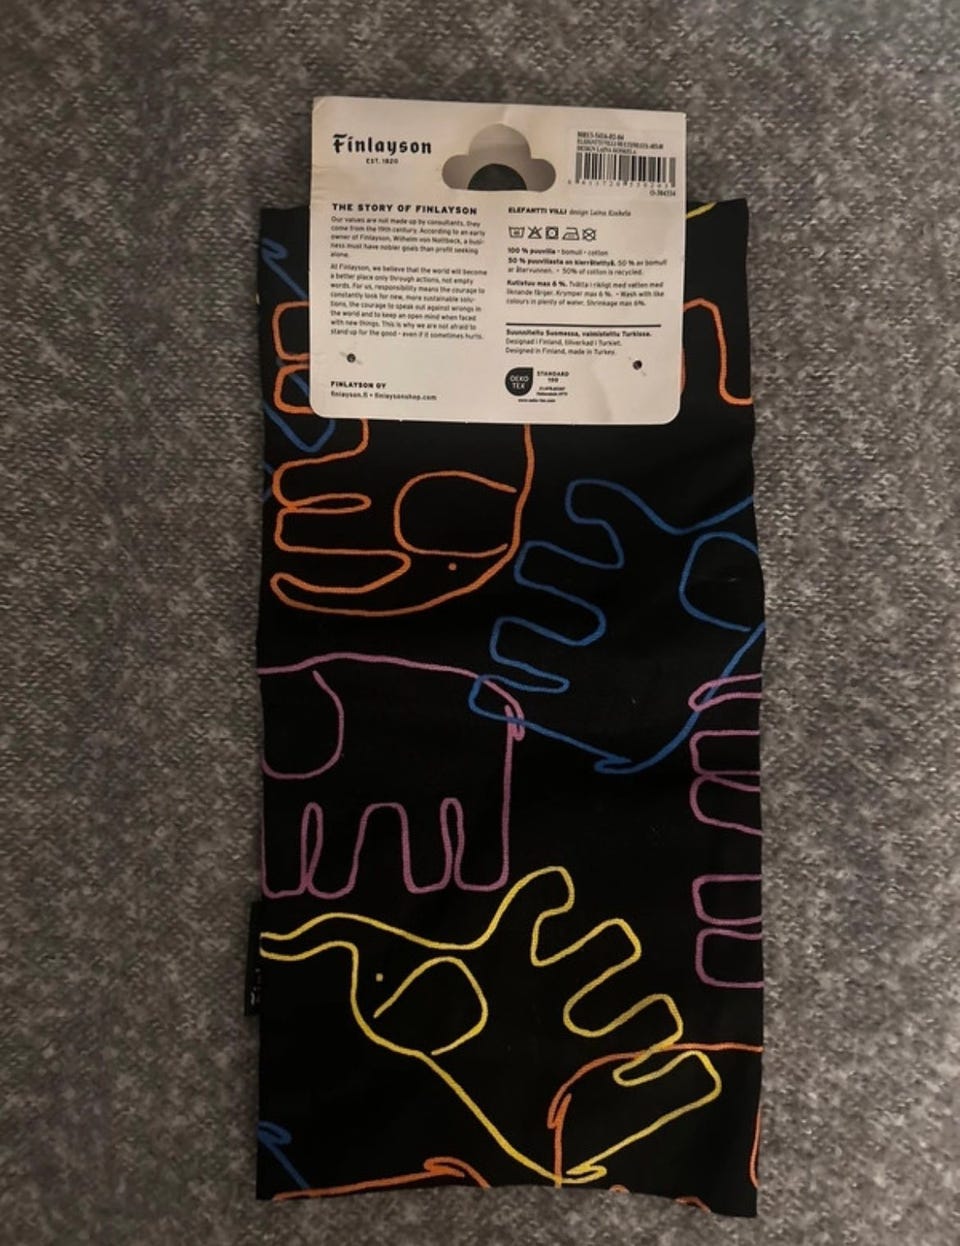 Finlayson
EST. 1820
DESIGN LAINA KOSKELA
THE STORY OF FINLAYSON
Our values are not made up by consultants, they
come from the 19th century. According to an early
owner of Finlayson, Wilhelm von Nottbeck, a busi-
ness must have nobler goals than profit seeking
alone.
At Finlayson, we believe that the world will become
a better place only through actions, not empty
words. For us, responsibility means the courage to
constantly look for new, more sustainable solu-
tions, the courage to speak out against wrongs in
the world and to keep an open mind when faced
with new things. This is why we are not afraid to
stand up for the good - even if it sometimes hurts.
FINLAYSON OY
finlayson.fi • finlaysonshop.com
ELEFANTTI VILLI design Laina Koskela
100 % puuvilla • bomull • cotton
50 % puuvillasta on kierrätettyä. 50 % av bomull
är återvunnen. • 50% of cotton is recycled.
Kutistuu max 6 %. Tvätta i rikligt med vatten med
liknande färger. Krymper max 6 %. • Wash with like
colours in plenty of water. Shrinkage max 6%.
Suunniteltu Suomessa, valmistettu Turkissa.
Designad i Finland, tillverkad i Turkiet.
Designed in Finland, made in Turkey.
OEKO
TEX
STANDARD
100
www.oeko-tex.com